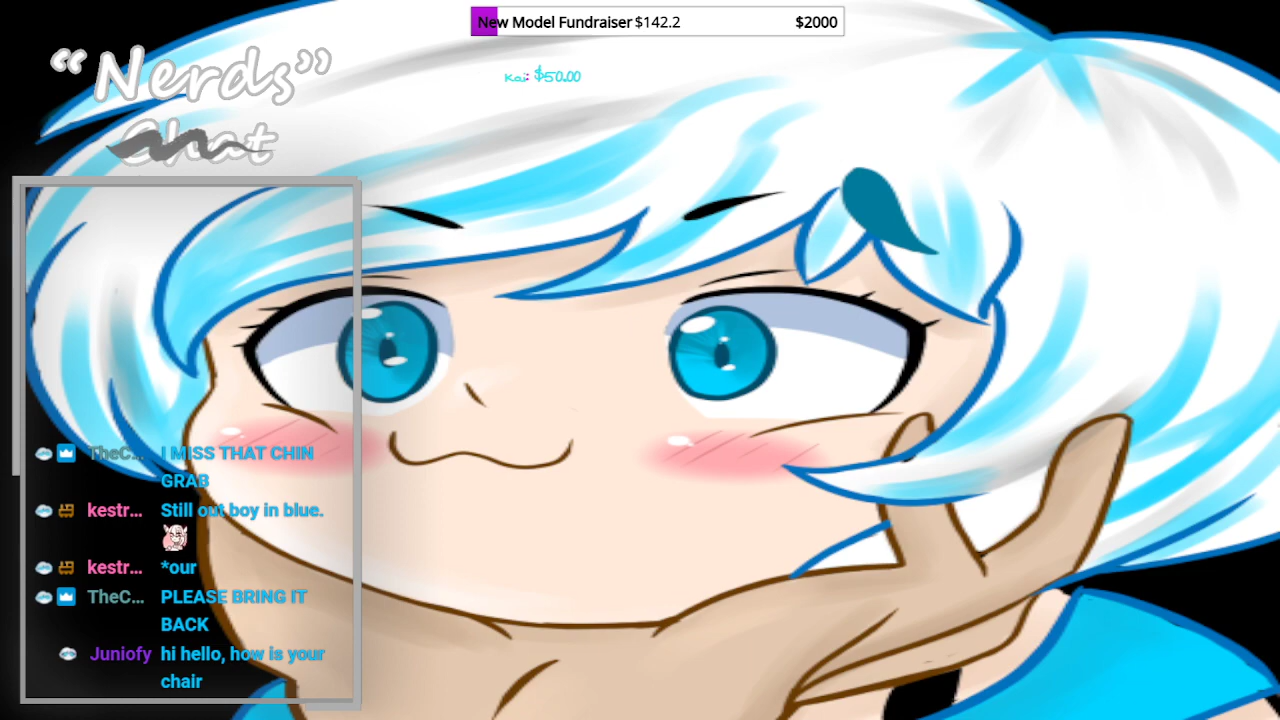 New Model Fundraiser $142.2 $2000
Kai: $50.00
“Nerds”
Chat
TheC... I MISS THAT CHIN
GRAB
kestr... Still out boy in blue.
kestr... *our
TheC... PLEASE BRING IT
BACK
Juniofy hi hello, how is your
chair